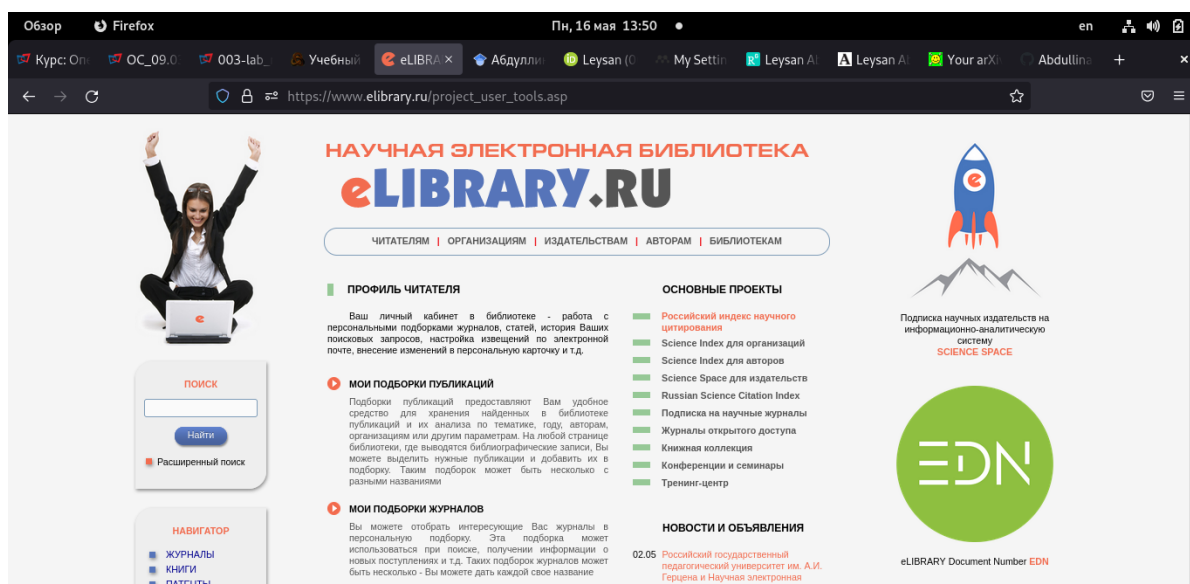 Обзор
Firefox
Пн, 16 мая 13:50
en
Курс: Оп
ОС_09.0
003-lab_
Учебный
eLIBRA
Абдулли
Leysan (0
My Settin
Leysan Al
Leysan A
Your arXi
Abdullina
https://www.elibrary.ru/project_user_tools.asp
НАУЧНАЯ ЭЛЕКТРОННАЯ БИБЛИОТЕКА
eLIBRARY.RU
ЧИТАТЕЛЯМ | ОРГАНИЗАЦИЯМ | ИЗДАТЕЛЬСТВАМ | АВТОРАМ | БИБЛИОТЕКАМ
ПОИСК
Найти
Расширенный поиск
НАВИГАТОР
ЖУРНАЛЫ
КНИГИ
ПАТЕНТЫ
ПРОФИЛЬ ЧИТАТЕЛЯ
Ваш личный кабинет в библиотеке - работа с
персональными подборками журналов, статей, история Ваших
поисковых запросов, настройка извещений по электронной
почте, внесение изменений в персональную карточку и т.д.
МОИ ПОДБОРКИ ПУБЛИКАЦИЙ
Подборки публикаций предоставляют Вам удобное
средство для хранения найденных в библиотеке
публикаций и их анализа по тематике, году, авторам,
организациям или другим параметрам. На любой странице
библиотеки, где выводятся библиографические записи, Вы
можете выделить нужные публикации и добавить их в
подборку. Таким подборок может быть несколько с
разными названиями
МОИ ПОДБОРКИ ЖУРНАЛОВ
Вы можете отобрать интересующие Вас журналы в
персональную подборку. Эта подборка может
использоваться при поиске, получении информации о
новых поступлениях и т.д. Таких подборок журналов может
быть несколько - Вы можете дать каждой свое название
ОСНОВНЫЕ ПРОЕКТЫ
Российский индекс научного
цитирования
Science Index для организаций
Science Index для авторов
Science Space для издательств
Russian Science Citation Index
Подписка на научные журналы
Журналы открытого доступа
Книжная коллекция
Конференции и семинары
Тренинг-центр
НОВОСТИ И ОБЪЯВЛЕНИЯ
02.05 Российский государственный
педагогический университет им. А.И.
Герцена и Научная электронная
Подписка научных издательств на
информационно-аналитическую
систему
SCIENCE SPACE
EDN
eLIBRARY Document Number EDN